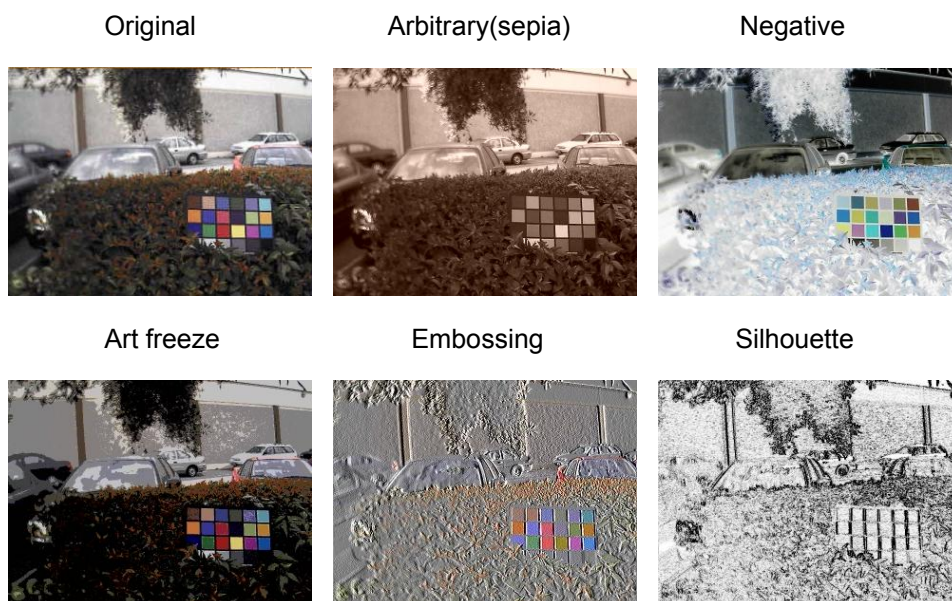 Original
Arbitrary(sepia)
Negative
Art freeze
Embossing
Silhouette